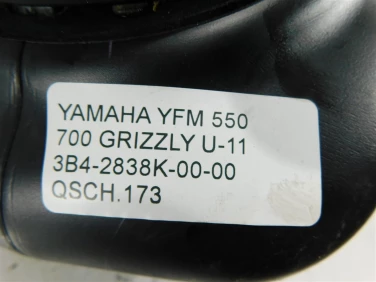 YAMAHA YFM 550
700 GRIZZLY U-11
3B4-2838K-00-00
QSCH.173